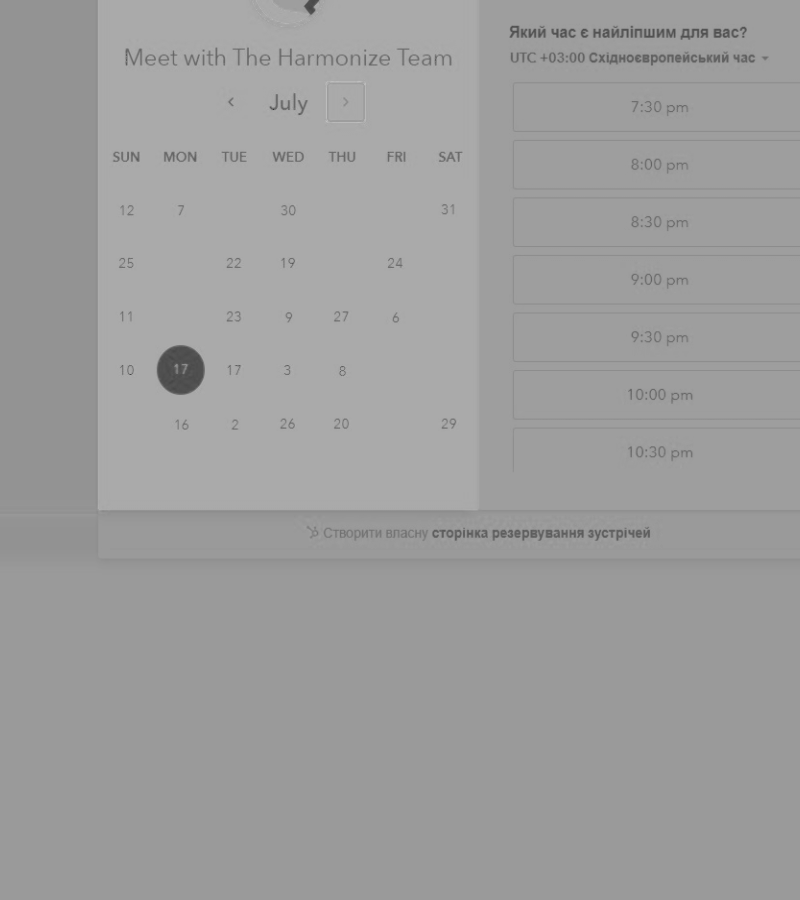 Meet with The Harmonize Team
July
SUN MON TUE WED THU FRI SAT
12 7 30 31
25 22 19 24
11 23 9 27 6
10 17 17 3 8
16 2 26 20 29
Який час є найліпшим для вас?
UTC +03:00 Східноєвропейський час
7:30 pm
8:00 pm
8:30 pm
9:00 pm
9:30 pm
10:00 pm
10:30 pm
Створити власну сторінка резервування зустрічей